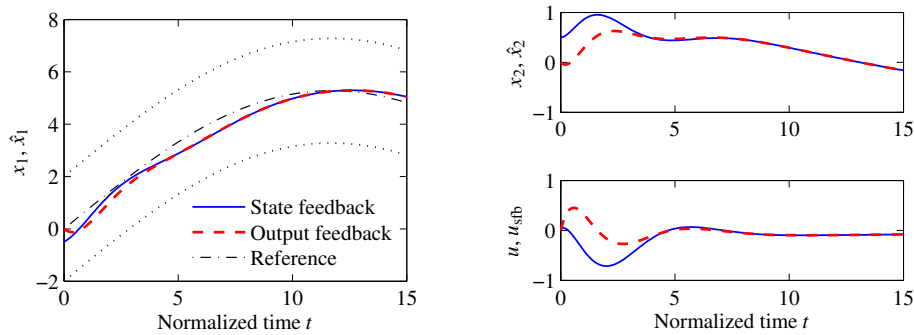 8
6
4
2
0
−2
x₁, x̂₁
State feedback
Output feedback
Reference
0 5 10 15
Normalized time t
1
0
−1
x₂, x̂₂
0 5 10 15
1
0
−1
u, u_sfb
0 5 10 15
Normalized time t